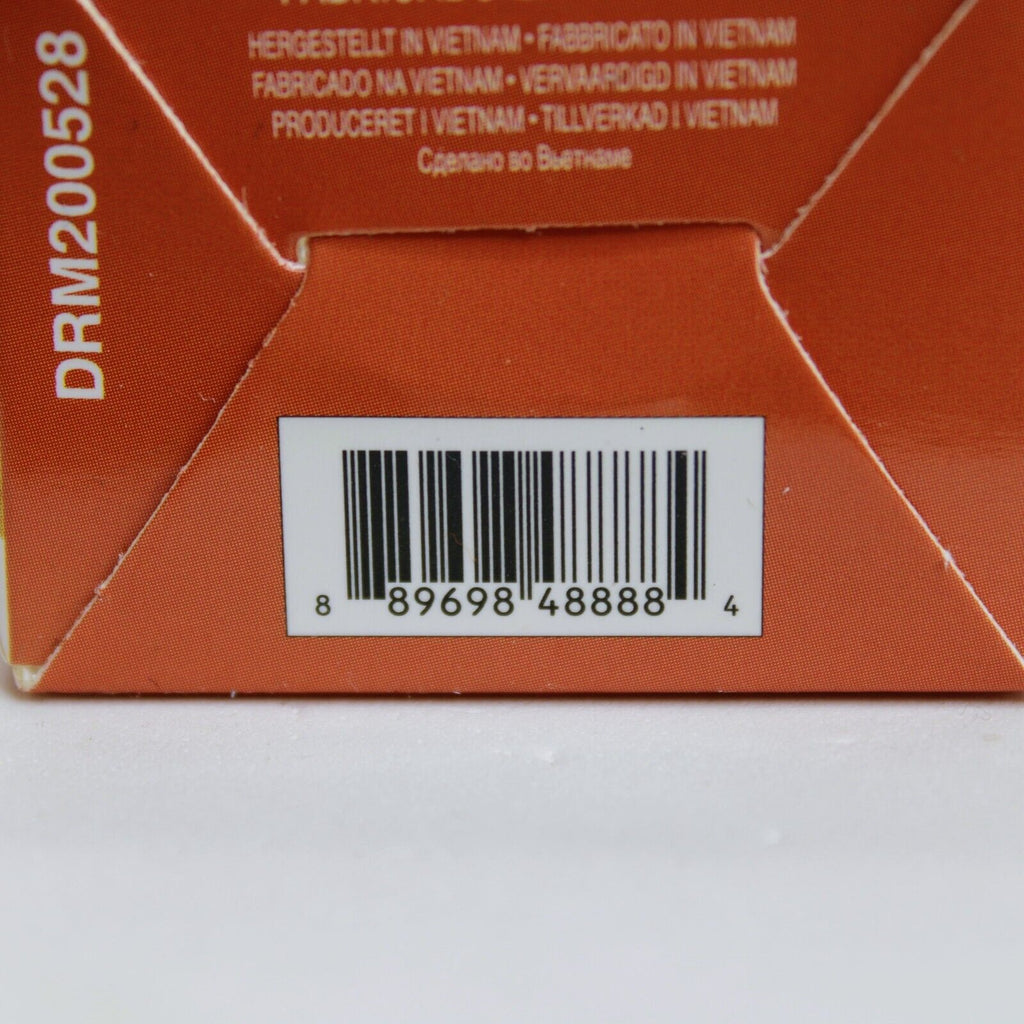 HERGESTELLT IN VIETNAM • FABBRICATO IN VIETNAM
FABRICADO NA VIETNAM • VERVAARDIGD IN VIETNAM
PRODUCERET I VIETNAM • TILLVERKAD I VIETNAM
Сделано во Вьетнаме
DRM200528
8 89698 48888 4